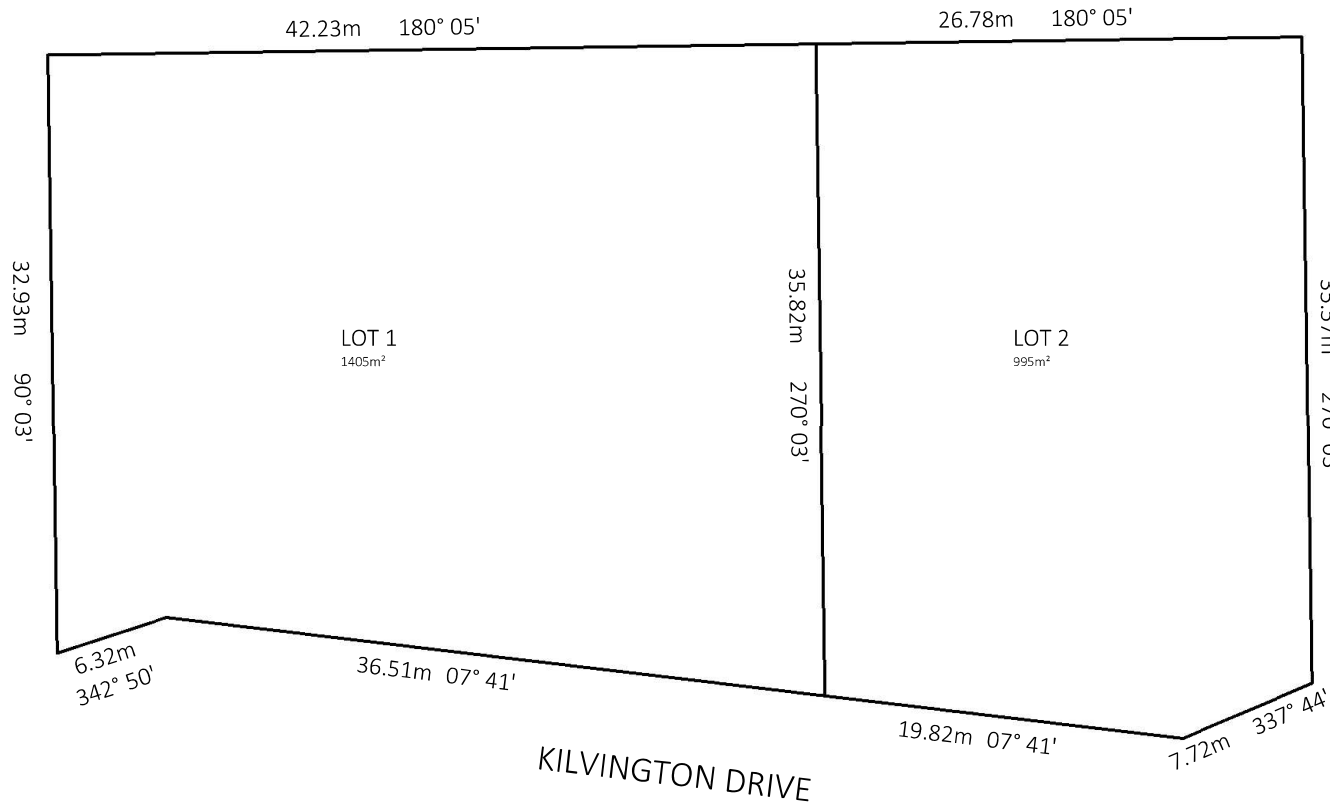 42.23m 180° 05'
26.78m 180° 05'
32.93m 90° 03'
LOT 1
1405m²
35.82m 270° 03'
LOT 2
995m²
6.32m
342° 50'
36.51m 07° 41'
19.82m 07° 41'
7.72m 337° 44'
KILVINGTON DRIVE